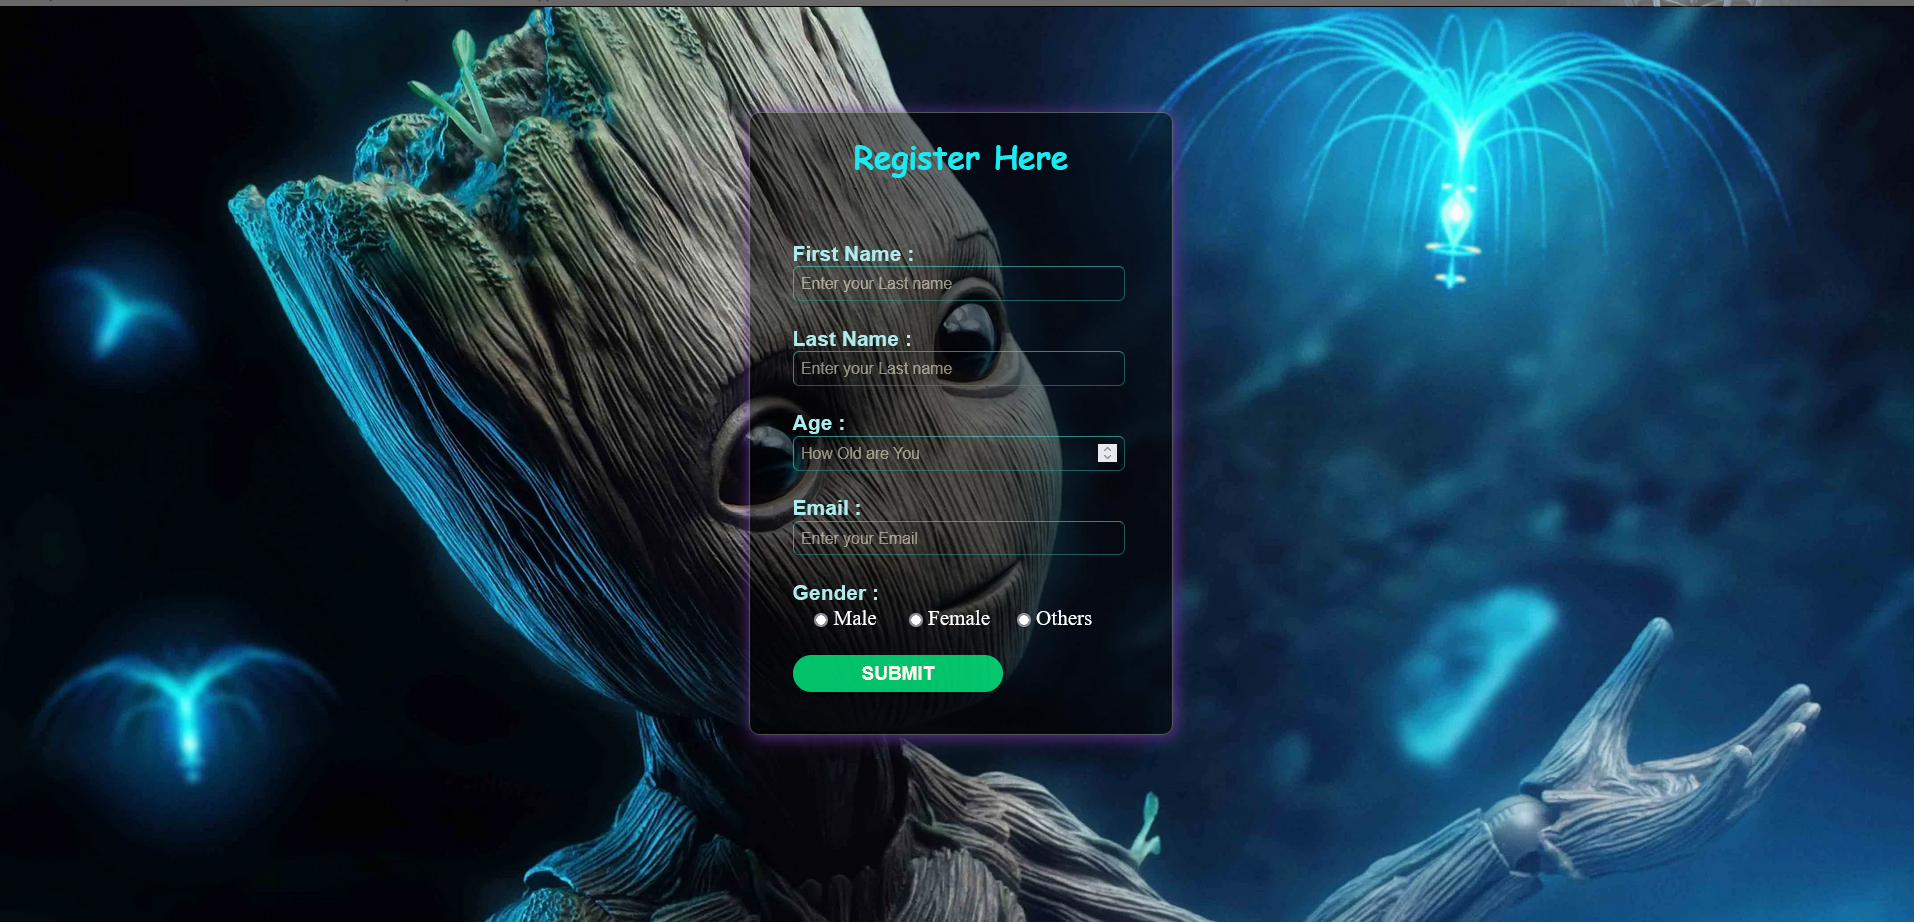 Register Here
First Name :
Enter your Last name
Last Name :
Enter your Last name
Age :
How Old are You
Email :
Enter your Email
Gender :
Male Female Others
SUBMIT